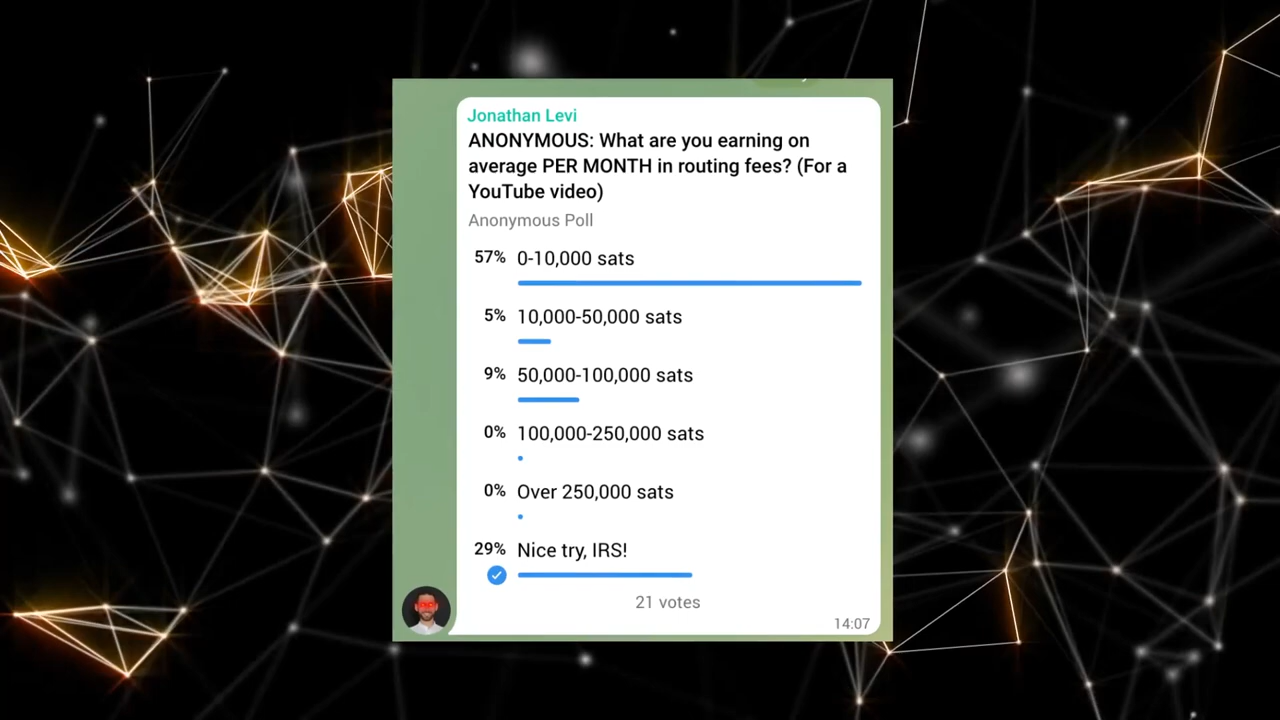 Jonathan Levi
ANONYMOUS: What are you earning on
average PER MONTH in routing fees? (For a
YouTube video)
Anonymous Poll
57% 0-10,000 sats
5% 10,000-50,000 sats
9% 50,000-100,000 sats
0% 100,000-250,000 sats
0% Over 250,000 sats
29% Nice try, IRS!
21 votes
14:07